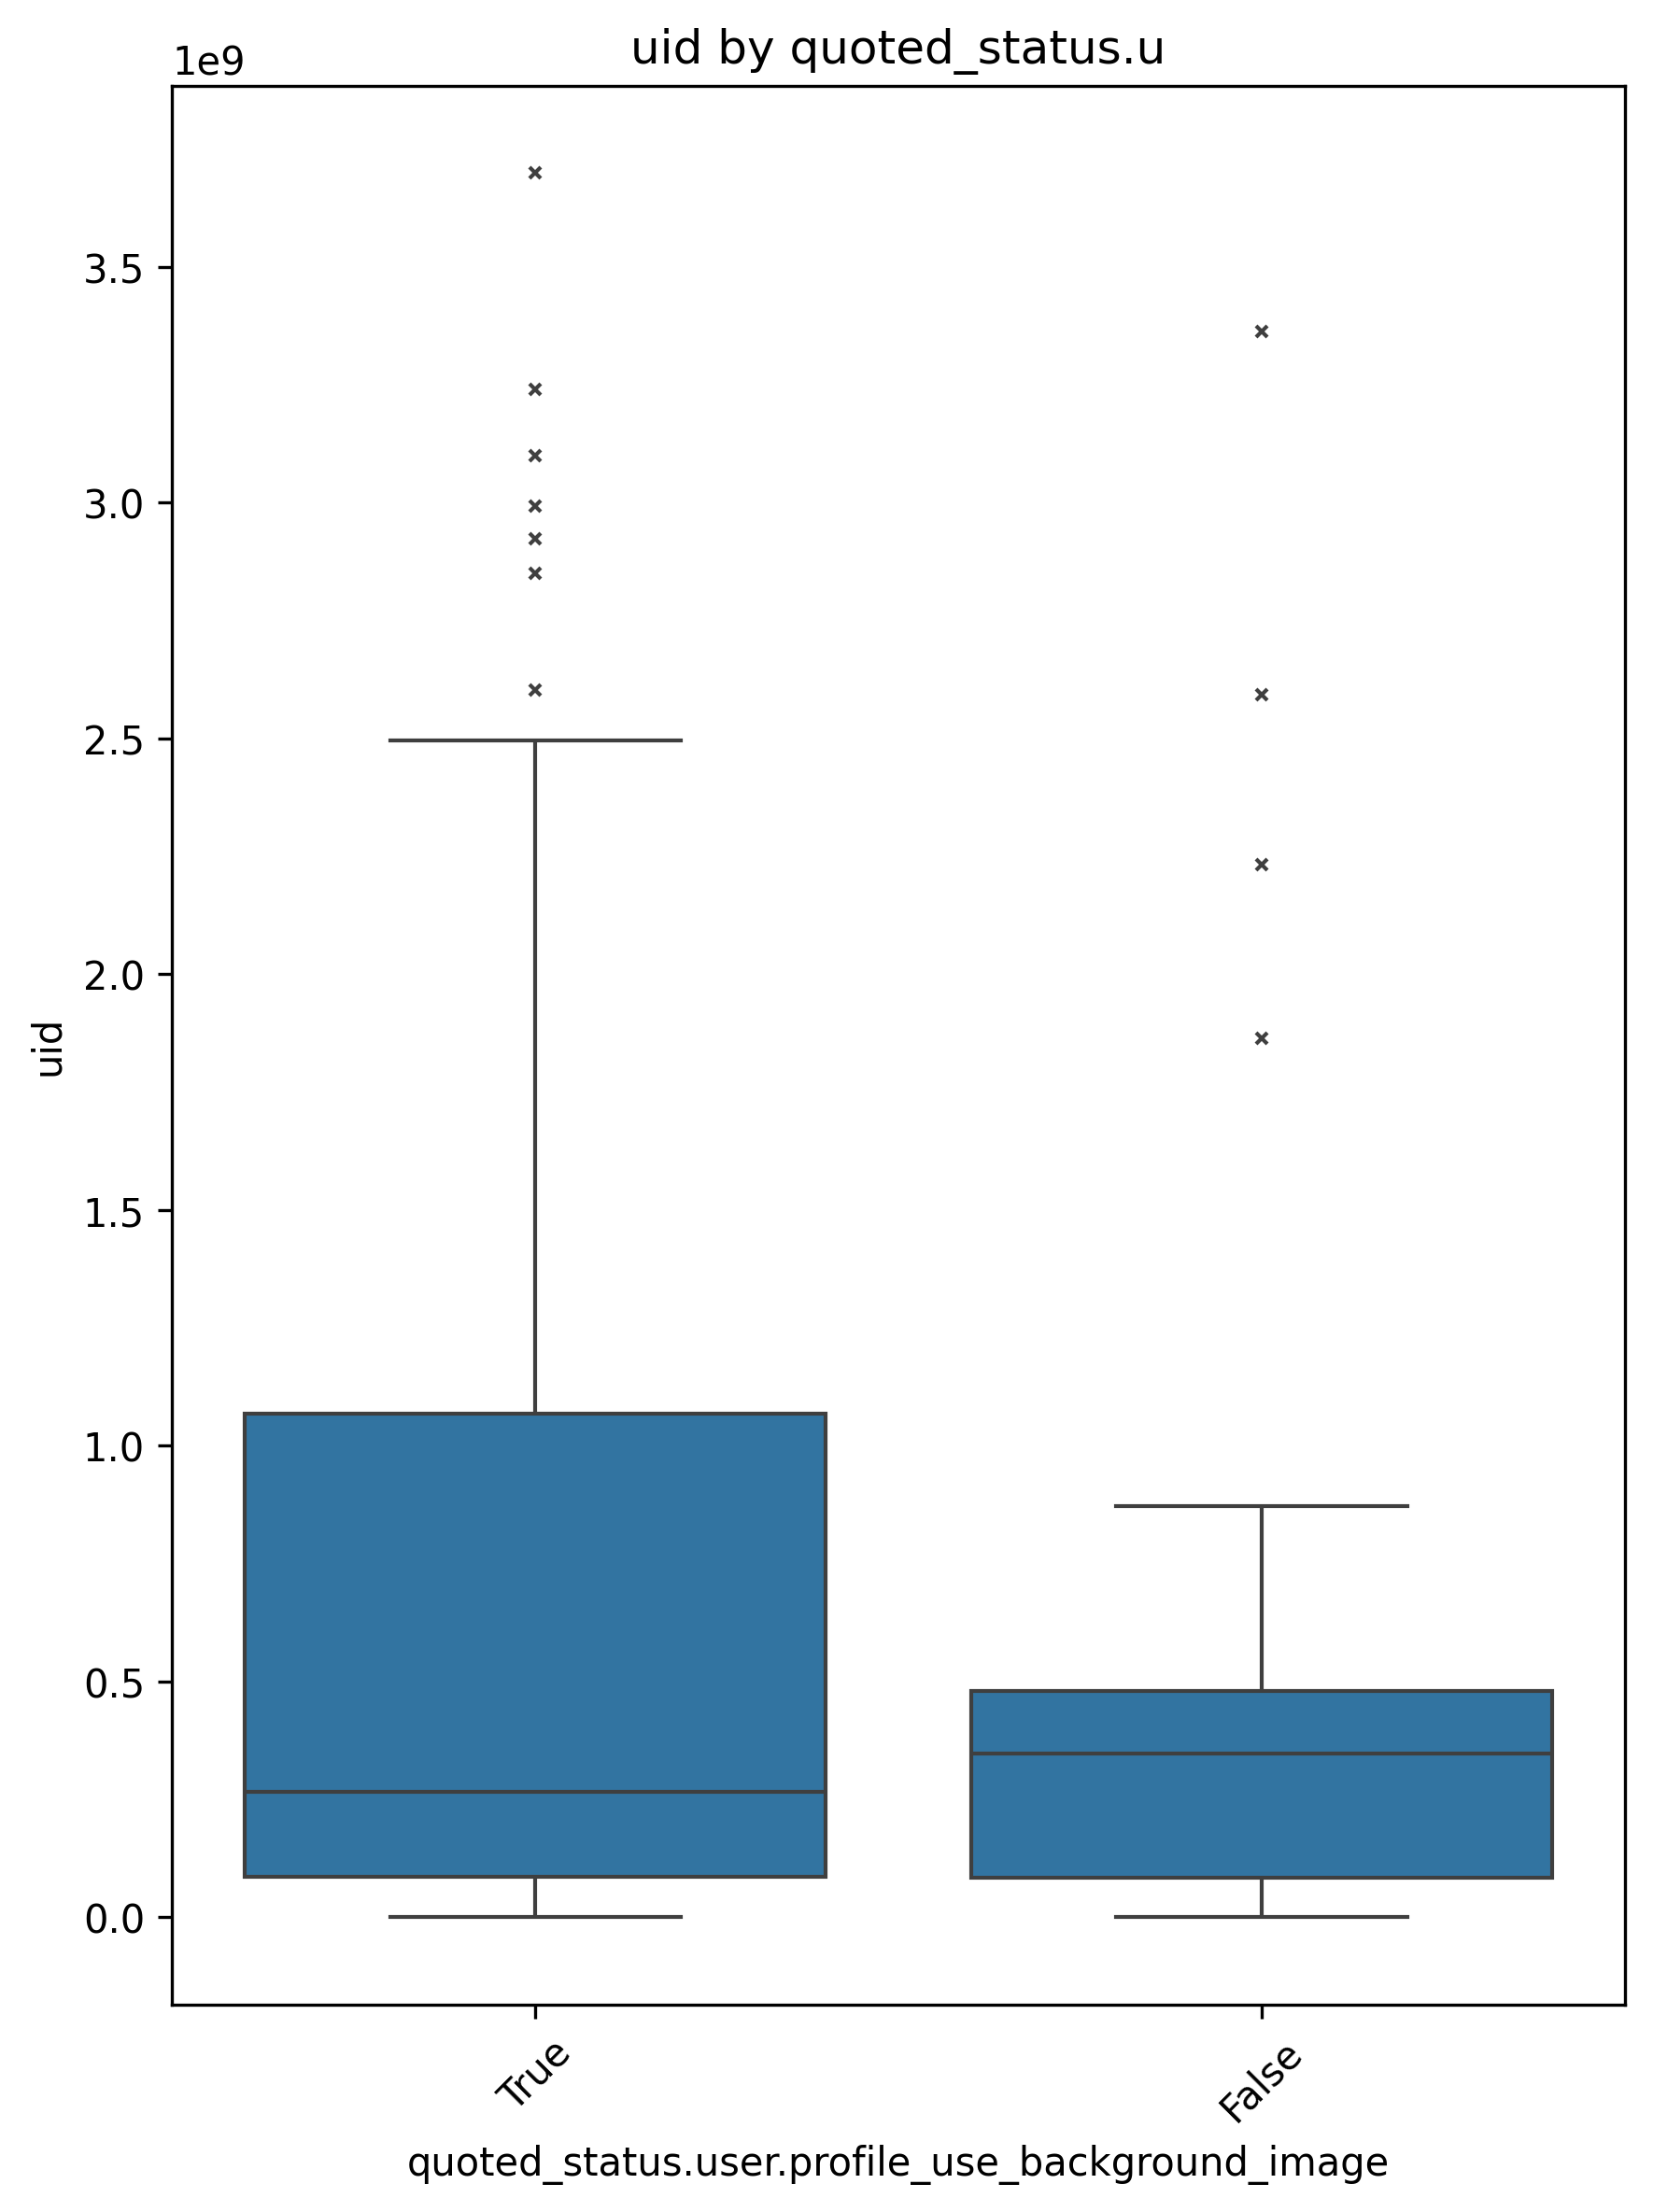 uid by quoted_status.u
1e9
3.5
3.0
2.5
2.0
1.5
1.0
0.5
0.0
uid
True
False
quoted_status.user.profile_use_background_image